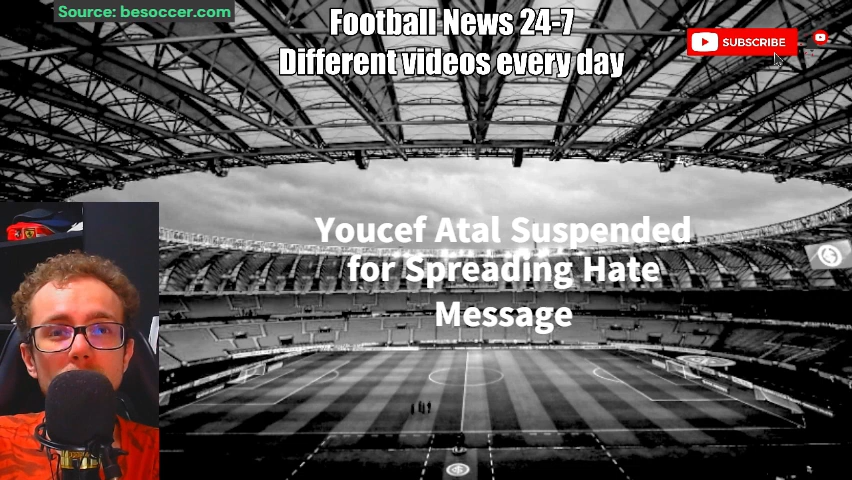 Source: besoccer.com
Football News 24-7
Different videos every day
SUBSCRIBE
Youcef Atal Suspended
for Spreading Hate
Message